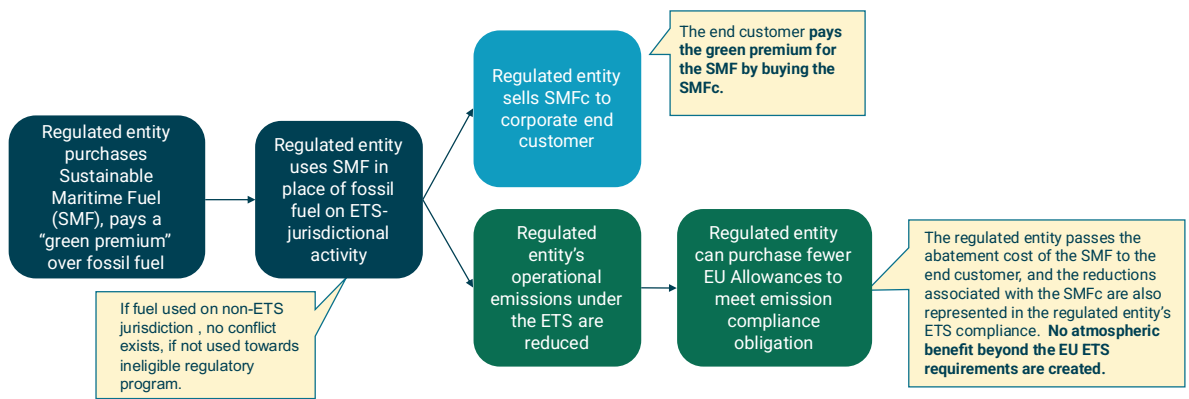 Regulated entity
purchases
Sustainable
Maritime Fuel
(SMF), pays a
“green premium”
over fossil fuel
Regulated entity
uses SMF in
place of fossil
fuel on ETS-
jurisdictional
activity
If fuel used on non-ETS
jurisdiction , no conflict
exists, if not used towards
ineligible regulatory
program.
Regulated entity
sells SMFc to
corporate end
customer
The end customer pays
the green premium for
the SMF by buying the
SMFc.
Regulated
entity’s
operational
emissions under
the ETS are
reduced
Regulated entity
can purchase fewer
EU Allowances to
meet emission
compliance
obligation
The regulated entity passes the
abatement cost of the SMF to the
end customer, and the reductions
associated with the SMFc are also
represented in the regulated entity’s
ETS compliance.  No atmospheric
benefit beyond the EU ETS
requirements are created.